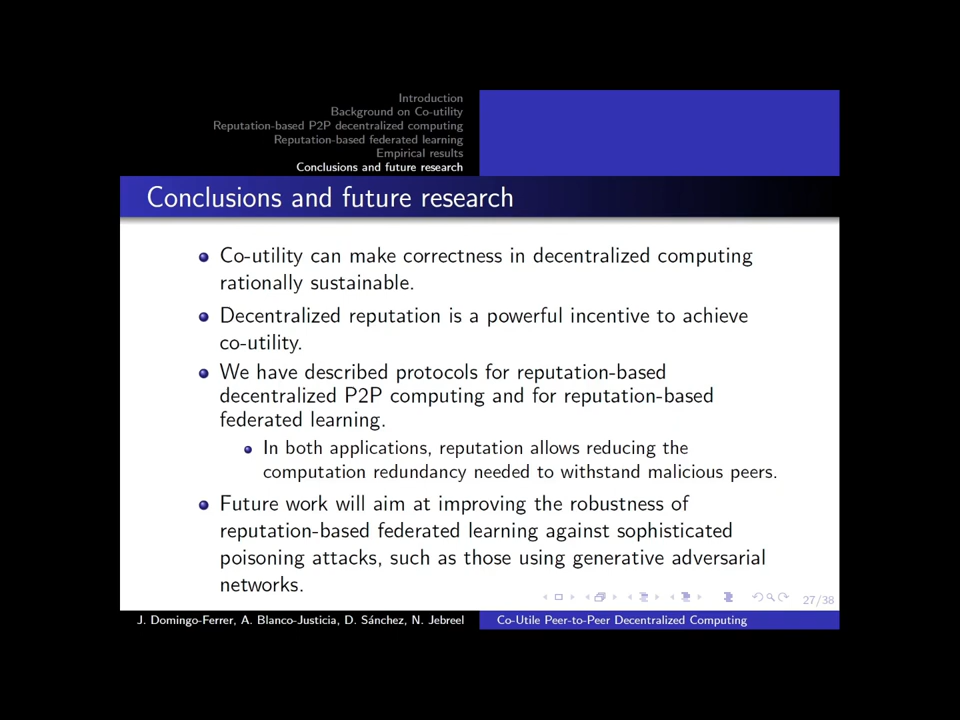 Introduction
Background on Co-utility
Reputation-based P2P decentralized computing
Reputation-based federated learning
Empirical results
Conclusions and future research
Conclusions and future research
Co-utility can make correctness in decentralized computing
rationally sustainable.
Decentralized reputation is a powerful incentive to achieve
co-utility.
We have described protocols for reputation-based
decentralized P2P computing and for reputation-based
federated learning.
In both applications, reputation allows reducing the
computation redundancy needed to withstand malicious peers.
Future work will aim at improving the robustness of
reputation-based federated learning against sophisticated
poisoning attacks, such as those using generative adversarial
networks.
27/38
J. Domingo-Ferrer, A. Blanco-Justicia, D. Sánchez, N. Jebreel
Co-Utile Peer-to-Peer Decentralized Computing